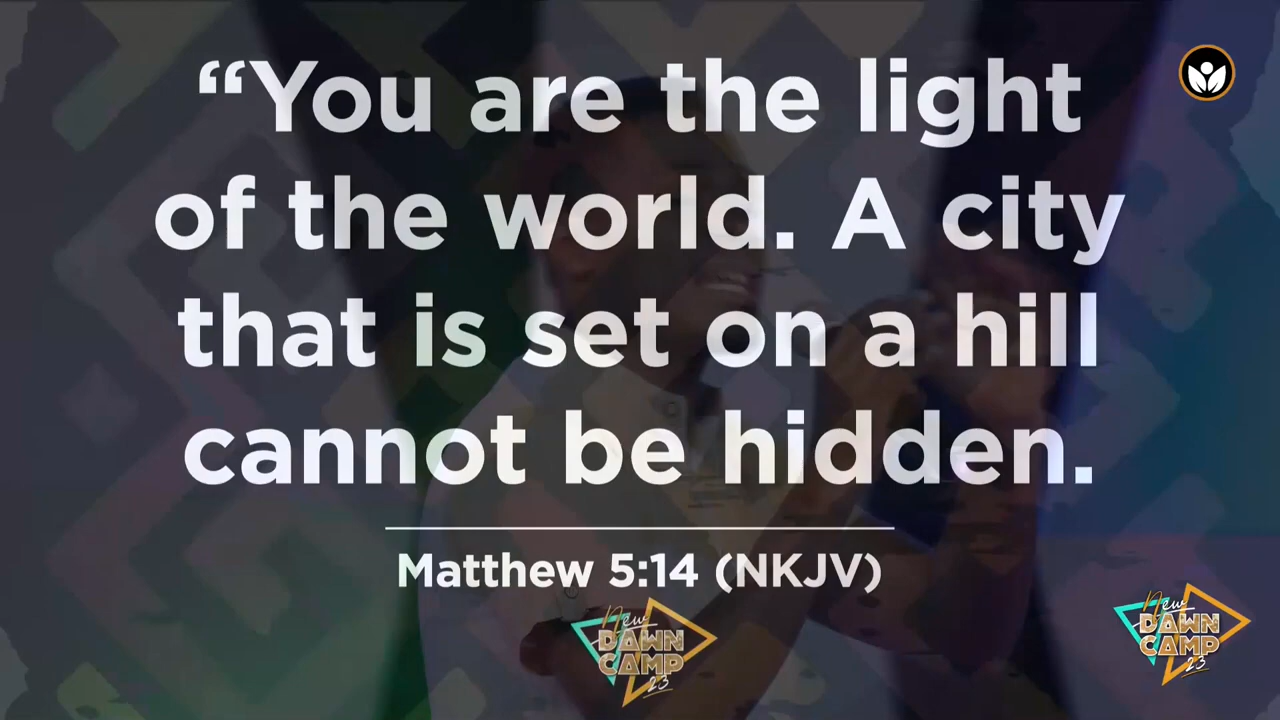 “You are the light
of the world. A city
that is set on a hill
cannot be hidden.
Matthew 5:14 (NKJV)
New
DAWN
CAMP
23
New
DAWN
CAMP
23